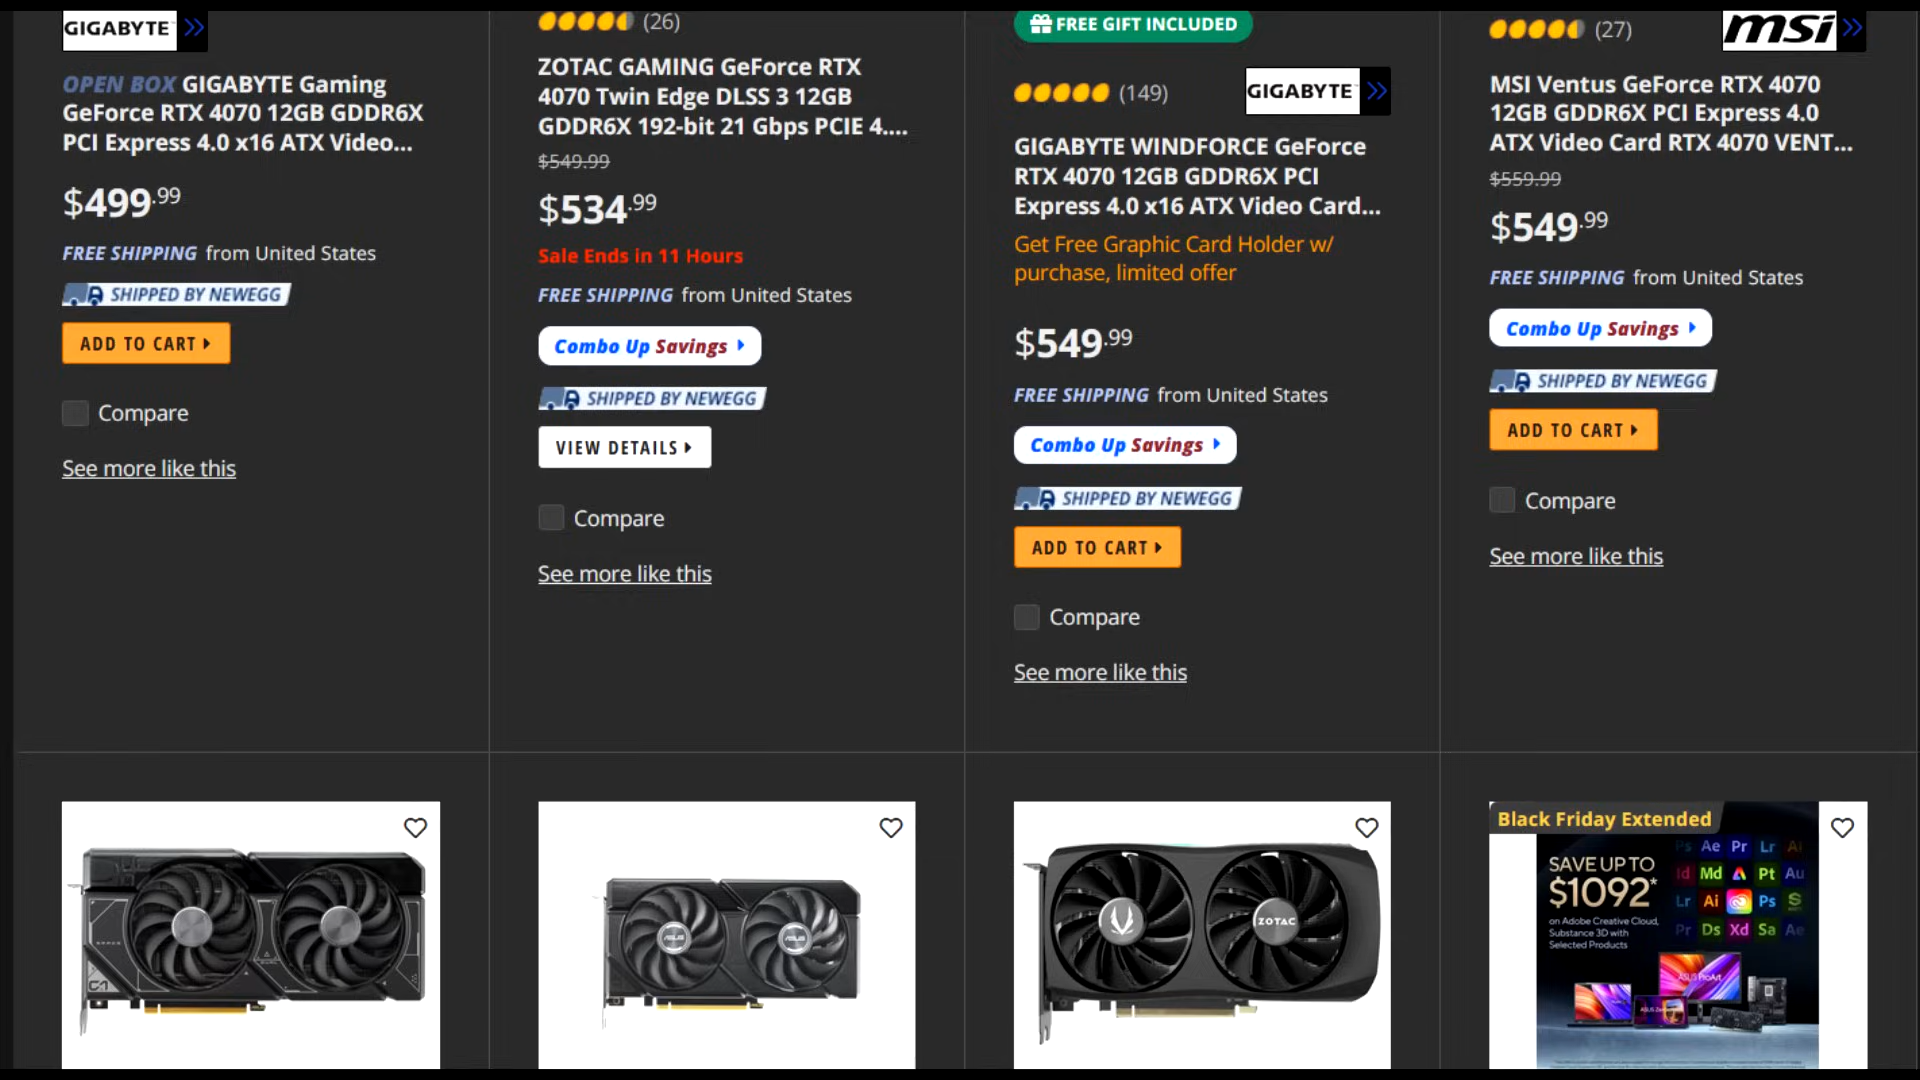 GIGABYTE
OPEN BOX GIGABYTE Gaming
GeForce RTX 4070 12GB GDDR6X
PCI Express 4.0 x16 ATX Video...
$499.99
FREE SHIPPING from United States
SHIPPED BY NEWEGG
ADD TO CART
Compare
See more like this
(26)
ZOTAC GAMING GeForce RTX
4070 Twin Edge DLSS 3 12GB
GDDR6X 192-bit 21 Gbps PCIE 4....
$549.99
$534.99
Sale Ends in 11 Hours
FREE SHIPPING from United States
Combo Up Savings
SHIPPED BY NEWEGG
VIEW DETAILS
Compare
See more like this
FREE GIFT INCLUDED
(149)
GIGABYTE
GIGABYTE WINDFORCE GeForce
RTX 4070 12GB GDDR6X PCI
Express 4.0 x16 ATX Video Card...
Get Free Graphic Card Holder w/
purchase, limited offer
$549.99
FREE SHIPPING from United States
Combo Up Savings
SHIPPED BY NEWEGG
ADD TO CART
Compare
See more like this
(27)
msi
MSI Ventus GeForce RTX 4070
12GB GDDR6X PCI Express 4.0
ATX Video Card RTX 4070 VENT...
$559.99
$549.99
FREE SHIPPING from United States
Combo Up Savings
SHIPPED BY NEWEGG
ADD TO CART
Compare
See more like this
ASUS
ASUS
ZOTAC
Black Friday Extended
SAVE UP TO
$1092*
on Adobe Creative Cloud,
Substance 3D with
Selected Products
Ps Ae Pr Lr Ai
Id Md Pt Au
Lr Ai Ps S
Pr Ds Xd Sa Ae
ASUS ProArt